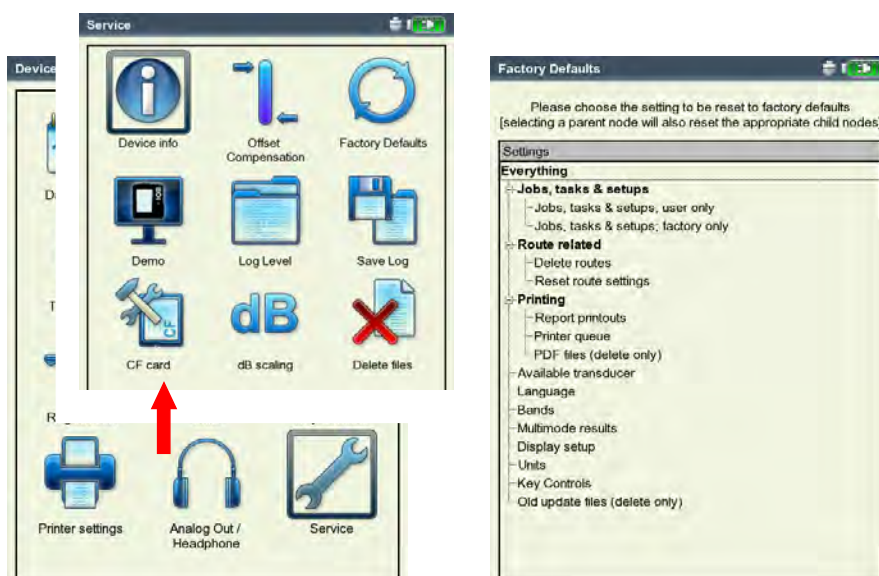 Service
Device info
Offset
Compensation
Factory Defaults
Demo
Log Level
Save Log
CF
dB
CF card
dB scaling
Delete files
Device
D
T
R
Printer settings
Analog Out /
Headphone
Service
Factory Defaults
Please choose the setting to be reset to factory defaults
[selecting a parent node will also reset the appropriate child nodes]
Settings
Everything
Jobs, tasks & setups
Jobs, tasks & setups, user only
Jobs, tasks & setups, factory only
Route related
Delete routes
Reset route settings
Printing
Report printouts
Printer queue
PDF files (delete only)
Available transducer
Language
Bands
Multimode results
Display setup
Units
Key Controls
Old update files (delete only)